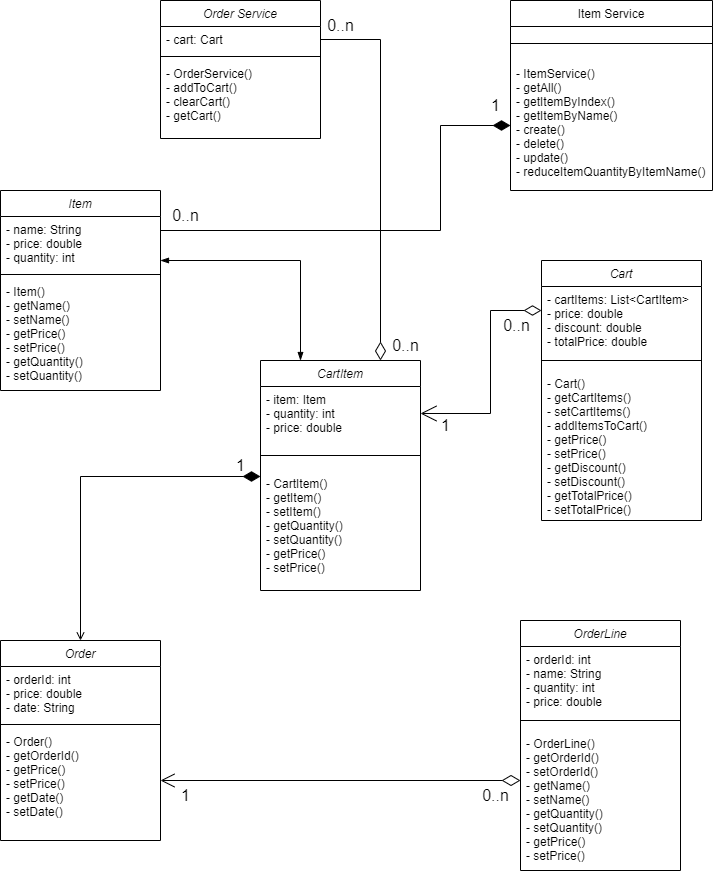 Order Service
- cart: Cart
- OrderService()
- addToCart()
- clearCart()
- getCart()
0..n
Item Service
- ItemService()
- getAll()
- getItemByIndex()
- getItemByName()
- create()
- delete()
- update()
- reduceItemQuantityByItemName()
1
Item
- name: String
- price: double
- quantity: int
- Item()
- getName()
- setName()
- getPrice()
- setPrice()
- getQuantity()
- setQuantity()
0..n
Cart
- cartItems: List<CartItem>
- price: double
- discount: double
- totalPrice: double
- Cart()
- getCartItems()
- setCartItems()
- addItemsToCart()
- getPrice()
- setPrice()
- getDiscount()
- setDiscount()
- getTotalPrice()
- setTotalPrice()
0..n
0..n
CartItem
- item: Item
- quantity: int
- price: double
- CartItem()
- getItem()
- setItem()
- getQuantity()
- setQuantity()
- getPrice()
- setPrice()
1
1
Order
- orderId: int
- price: double
- date: String
- Order()
- getOrderId()
- getPrice()
- setPrice()
- getDate()
- setDate()
1
OrderLine
- orderId: int
- name: String
- quantity: int
- price: double
- OrderLine()
- getOrderId()
- setOrderId()
- getName()
- setName()
- getQuantity()
- setQuantity()
- getPrice()
- setPrice()
0..n